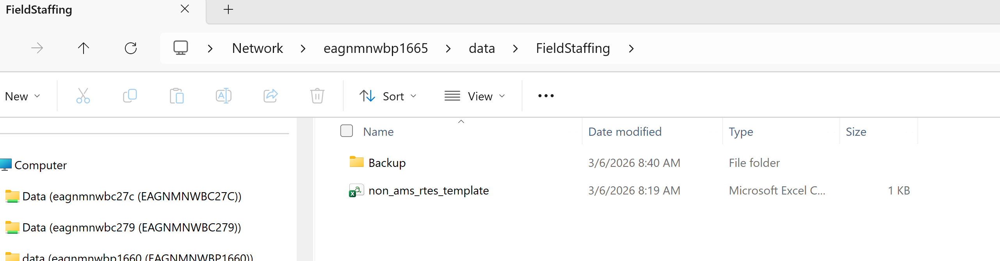 FieldStaffing
Network eagnmnwbp1665 data FieldStaffing
New Sort View
Name Date modified Type Size
Computer
Data (eagnmnwbc27c (EAGNMNWBC27C))
Data (eagnmnwbc279 (EAGNMNWBC279))
data (eagnmnwbp1660 (EAGNMNWBP1660))
Backup 3/6/2026 8:40 AM File folder
non_ams_rtes_template 3/6/2026 8:19 AM Microsoft Excel C... 1 KB